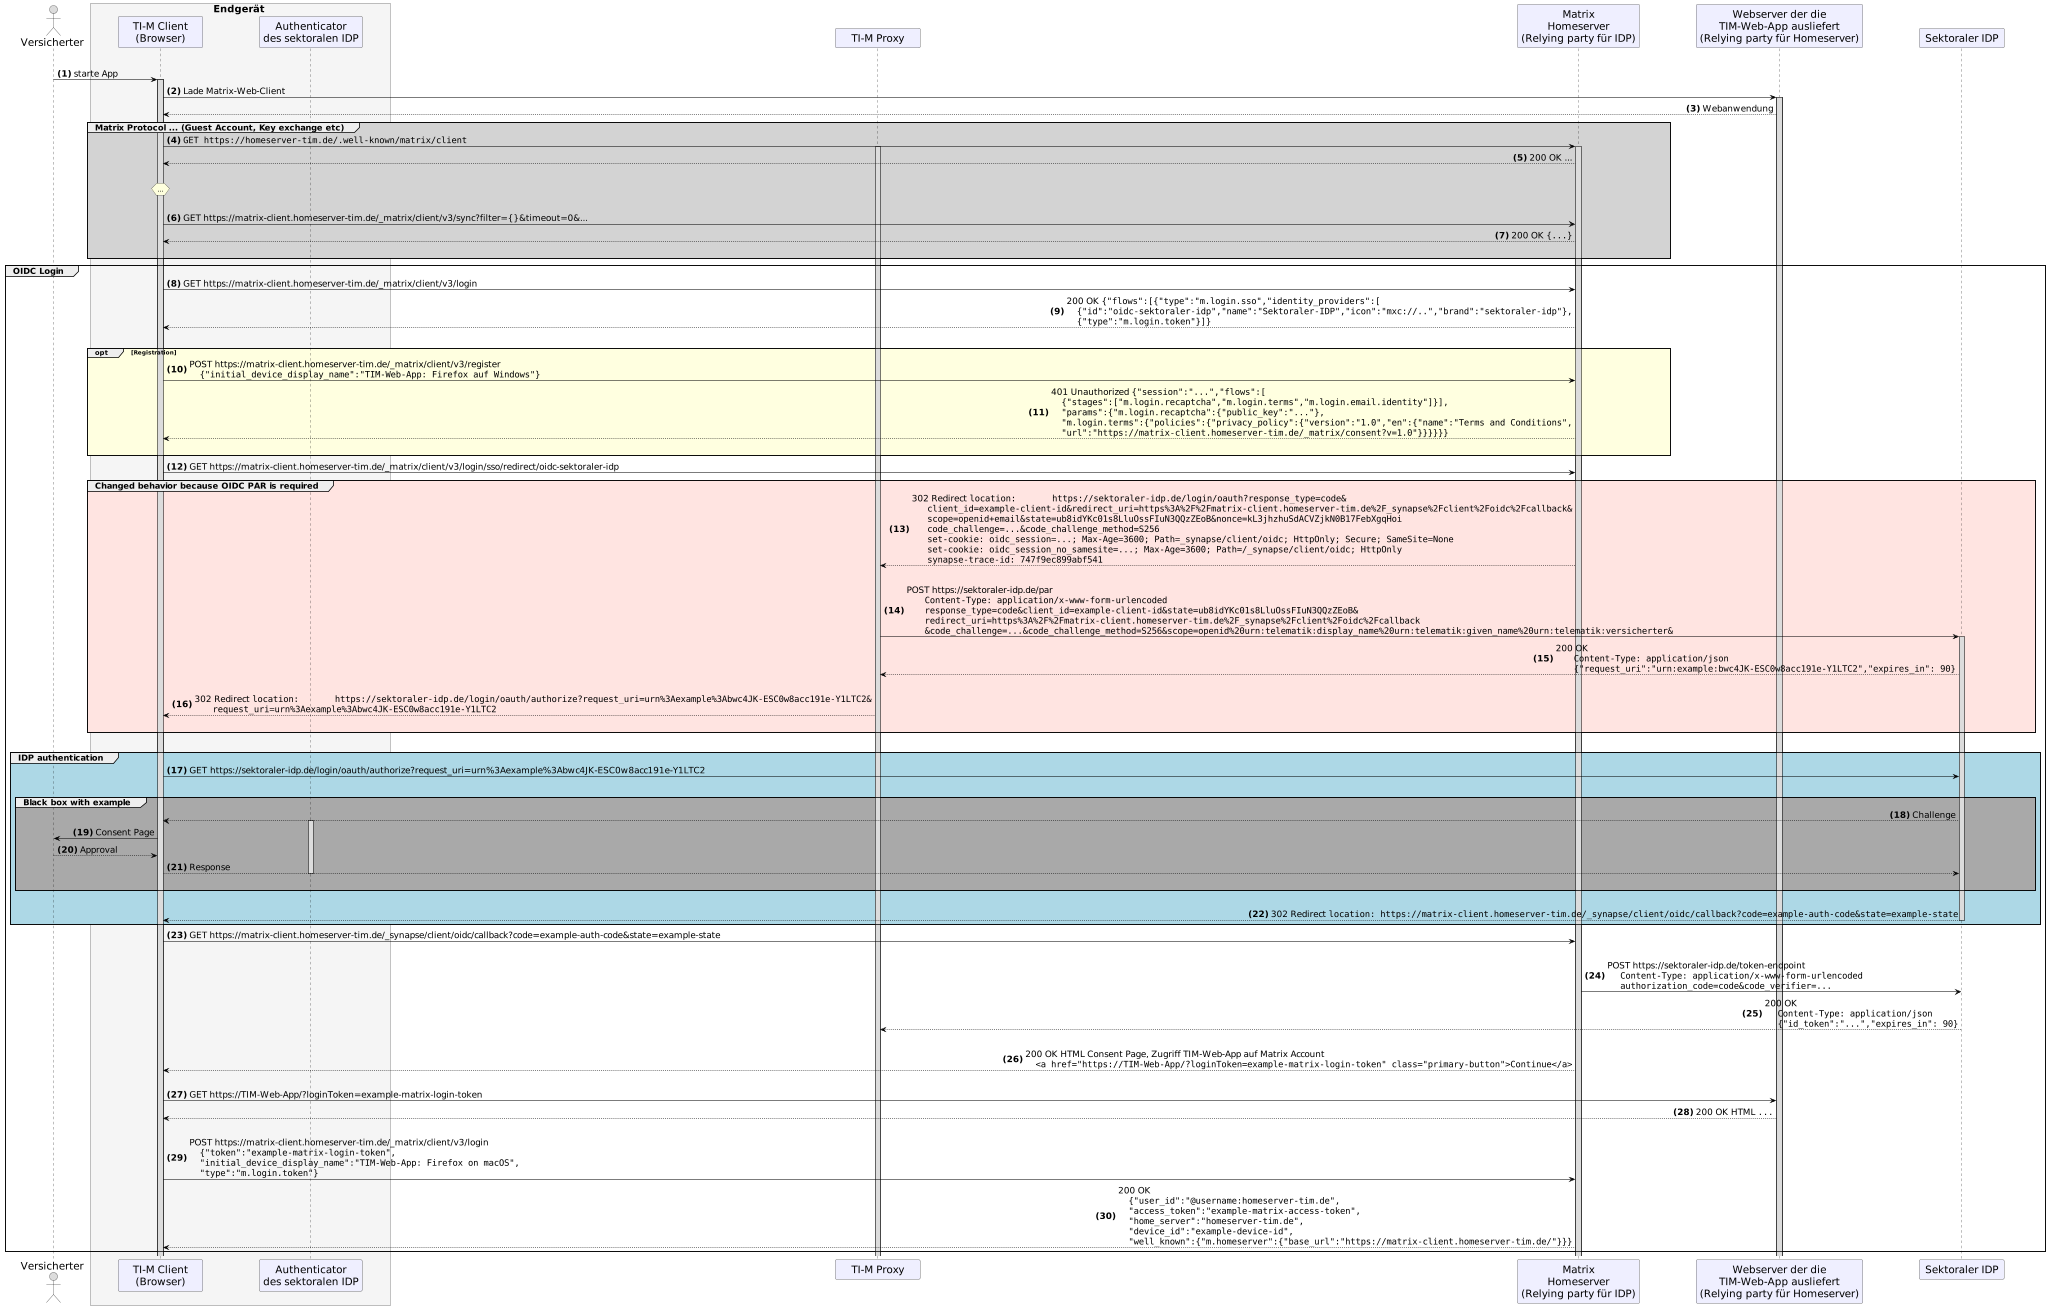 Endgerät
Versicherter
TI-M Client
(Browser)
Authenticator
des sektoralen IDP
TI-M Proxy
Matrix
Homeserver
(Relying party für IDP)
Webserver der die
TIM-Web-App ausliefert
(Relying party für Homeserver)
Sektoraler IDP
(1) starte App
(2) Lade Matrix-Web-Client
(3) Webanwendung
Matrix Protocol ... (Guest Account, Key exchange etc)
(4) GET https://homeserver-tim.de/.well-known/matrix/client
(5) 200 OK ...
...
(6) GET https://matrix-client.homeserver-tim.de/_matrix/client/v3/sync?filter={}&timeout=0&...
(7) 200 OK {...}
OIDC Login
(8) GET https://matrix-client.homeserver-tim.de/_matrix/client/v3/login
200 OK {"flows":[{"type":"m.login.sso","identity_providers":[
(9) {"id":"oidc-sektoraler-idp","name":"Sektoraler-IDP","icon":"mxc://..","brand":"sektoraler-idp"},
{"type":"m.login.token"}]}
opt [Registration]
POST https://matrix-client.homeserver-tim.de/_matrix/client/v3/register
(10) {"initial_device_display_name":"TIM-Web-App: Firefox auf Windows"}
401 Unauthorized {"session":"...","flows":[
{"stages":["m.login.recaptcha","m.login.terms","m.login.email.identity"]}],
(11) "params":{"m.login.recaptcha":{"public_key":"..."},
"m.login.terms":{"policies":{"privacy_policy":{"version":"1.0","en":{"name":"Terms and Conditions",
"url":"https://matrix-client.homeserver-tim.de/_matrix/consent?v=1.0"}}}}}}
(12) GET https://matrix-client.homeserver-tim.de/_matrix/client/v3/login/sso/redirect/oidc-sektoraler-idp
Changed behavior because OIDC PAR is required
302 Redirect location: https://sektoraler-idp.de/login/oauth?response_type=code&
client_id=example-client-id&redirect_uri=https%3A%2F%2Fmatrix-client.homeserver-tim.de%2F_synapse%2Fclient%2Foidc%2Fcallback&
scope=openid+email&state=ub8idYKc01s8LluOssFIuN3QQzZEoB&nonce=kL3jhzhuSdACVZjkN0B17FebXgqHoi
(13) code_challenge=...&code_challenge_method=S256
set-cookie: oidc_session=...; Max-Age=3600; Path=_synapse/client/oidc; HttpOnly; Secure; SameSite=None
set-cookie: oidc_session_no_samesite=...; Max-Age=3600; Path=/_synapse/client/oidc; HttpOnly
synapse-trace-id: 747f9ec899abf541
POST https://sektoraler-idp.de/par
Content-Type: application/x-www-form-urlencoded
(14) response_type=code&client_id=example-client-id&state=ub8idYKc01s8LluOssFIuN3QQzZEoB&
redirect_uri=https%3A%2F%2Fmatrix-client.homeserver-tim.de%2F_synapse%2Fclient%2Foidc%2Fcallback
&code_challenge=...&code_challenge_method=S256&scope=openid%20urn:telematik:display_name%20urn:telematik:given_name%20urn:telematik:versicherter&
200 OK
(15) Content-Type: application/json
{"request_uri":"urn:example:bwc4JK-ESC0w8acc191e-Y1LTC2","expires_in": 90}
(16) 302 Redirect location: https://sektoraler-idp.de/login/oauth/authorize?request_uri=urn%3Aexample%3Abwc4JK-ESC0w8acc191e-Y1LTC2&
request_uri=urn%3Aexample%3Abwc4JK-ESC0w8acc191e-Y1LTC2
IDP authentication
(17) GET https://sektoraler-idp.de/login/oauth/authorize?request_uri=urn%3Aexample%3Abwc4JK-ESC0w8acc191e-Y1LTC2
Black box with example
(18) Challenge
(19) Consent Page
(20) Approval
(21) Response
(22) 302 Redirect location: https://matrix-client.homeserver-tim.de/_synapse/client/oidc/callback?code=example-auth-code&state=example-state
(23) GET https://matrix-client.homeserver-tim.de/_synapse/client/oidc/callback?code=example-auth-code&state=example-state
POST https://sektoraler-idp.de/token-endpoint
(24) Content-Type: application/x-www-form-urlencoded
authorization_code=code&code_verifier=...
200 OK
(25) Content-Type: application/json
{"id_token":"...","expires_in": 90}
(26) 200 OK HTML Consent Page, Zugriff TIM-Web-App auf Matrix Account
<a href="https://TIM-Web-App/?loginToken=example-matrix-login-token" class="primary-button">Continue</a>
(27) GET https://TIM-Web-App/?loginToken=example-matrix-login-token
(28) 200 OK HTML ...
POST https://matrix-client.homeserver-tim.de/_matrix/client/v3/login
(29) {"token":"example-matrix-login-token",
"initial_device_display_name":"TIM-Web-App: Firefox on macOS",
"type":"m.login.token"}
200 OK
{"user_id":"@username:homeserver-tim.de",
(30) "access_token":"example-matrix-access-token",
"home_server":"homeserver-tim.de",
"device_id":"example-device-id",
"well_known":{"m.homeserver":{"base_url":"https://matrix-client.homeserver-tim.de/"}}}
Versicherter
TI-M Client
(Browser)
Authenticator
des sektoralen IDP
TI-M Proxy
Matrix
Homeserver
(Relying party für IDP)
Webserver der die
TIM-Web-App ausliefert
(Relying party für Homeserver)
Sektoraler IDP